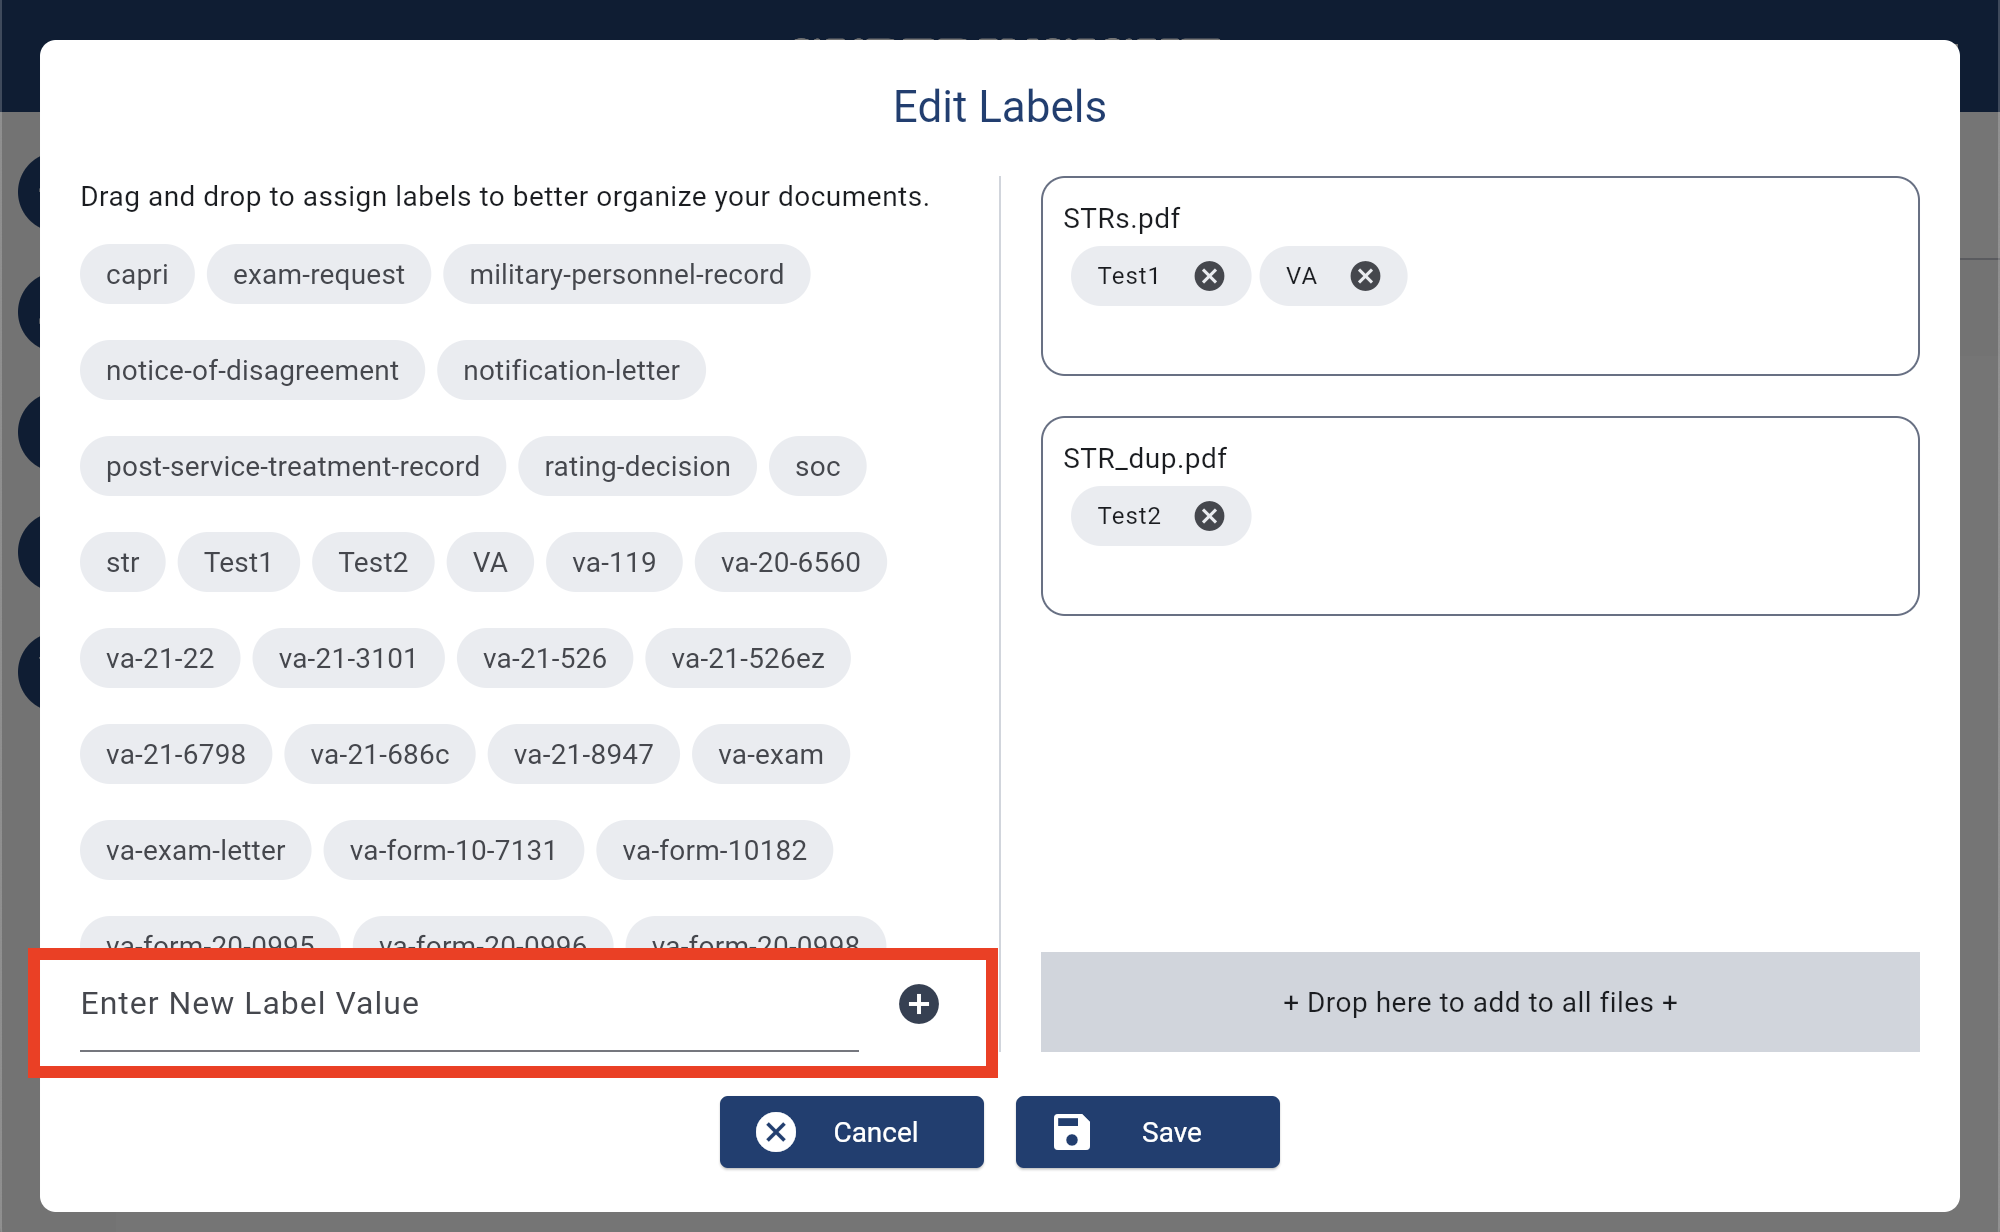 Edit Labels
Drag and drop to assign labels to better organize your documents.
capri exam-request military-personnel-record
notice-of-disagreement notification-letter
post-service-treatment-record rating-decision soc
str Test1 Test2 VA va-119 va-20-6560
va-21-22 va-21-3101 va-21-526 va-21-526ez
va-21-6798 va-21-686c va-21-8947 va-exam
va-exam-letter va-form-10-7131 va-form-10182
va-form-20-0995 va-form-20-0996 va-form-20-0998
Enter New Label Value
STRs.pdf
Test1 VA
STR_dup.pdf
Test2
+ Drop here to add to all files +
Cancel Save